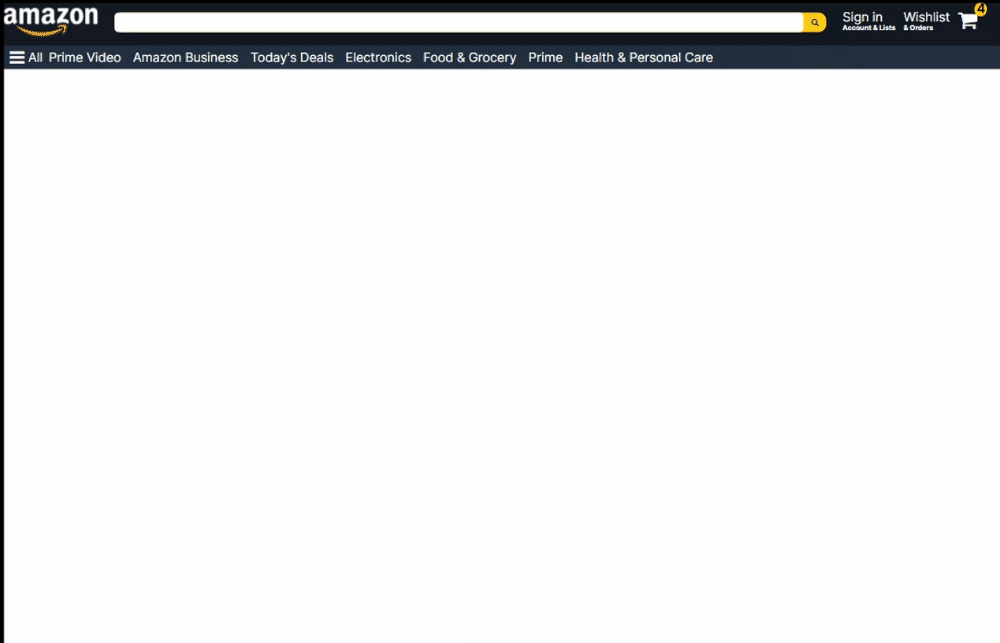 amazon
Sign in
Account & Lists
Wishlist
& Orders
4
All Prime Video Amazon Business Today's Deals Electronics Food & Grocery Prime Health & Personal Care